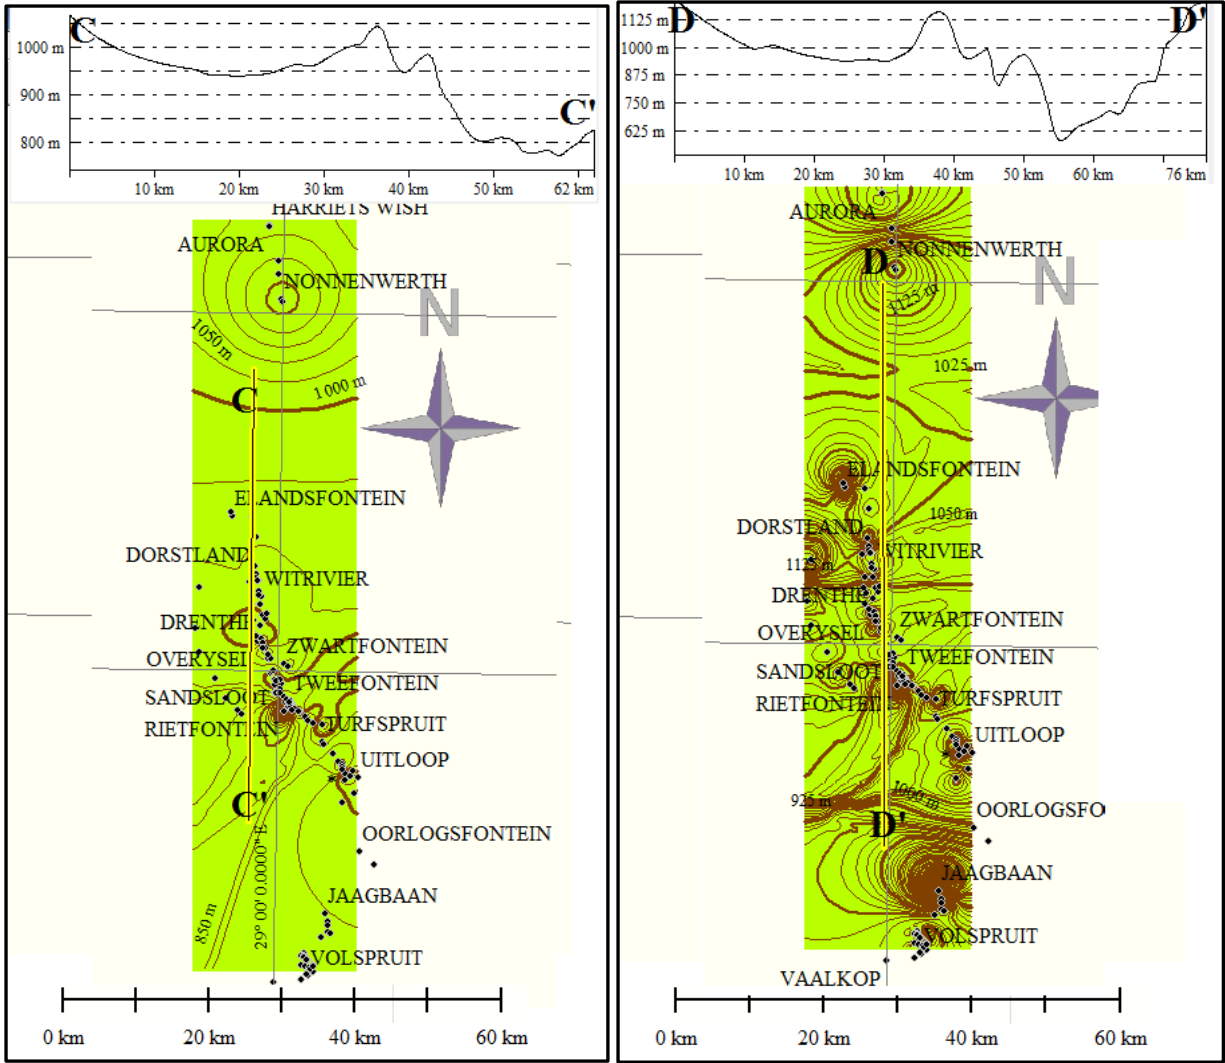 C
1000 m
900 m
800 m
C'
10 km
20 km
30 km
40 km
50 km
62 km
HARRIETS WISH
AURORA
NONNENWERTH
N
1050 m
1 000 m
C
ELANDSFONTEIN
DORSTLAND
WITRIVIER
DRENTHE
ZWARTFONTEIN
OVERYSEL
TWEEFONTEIN
SANDSLOOT
TURFSPRUIT
RIETFONTEIN
UITLOOP
C'
OORLOGSFONTEIN
JAAGBAAN
850 m
29° 00' 0.0000" E
VOLSPRUIT
0 km
20 km
40 km
60 km
D
1125 m
1000 m
875 m
750 m
625 m
D'
10 km
20 km
30 km
40 km
50 km
60 km
76 km
AURORA
NONNENWERTH
D
N
1125 m
1025 m
ELANDSFONTEIN
1050 m
DORSTLAND
WITRIVIER
1125 m
DRENTHE
ZWARTFONTEIN
OVERYSEL
TWEEFONTEIN
SANDSLOOT
TURFSPRUIT
RIETFONTEIN
UITLOOP
925 m
1000 m
OORLOGSFO
D'
JAAGBAAN
VOLSPRUIT
VAALKOP
0 km
20 km
40 km
60 km